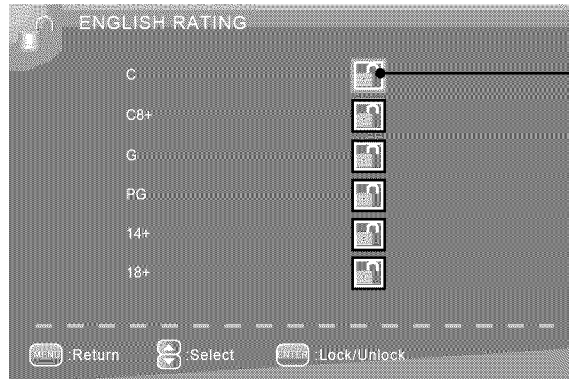 ENGLISH RATING
C
C8+
G
PG
14+
18+
MENU :Return :Select ENTER :Lock/Unlock